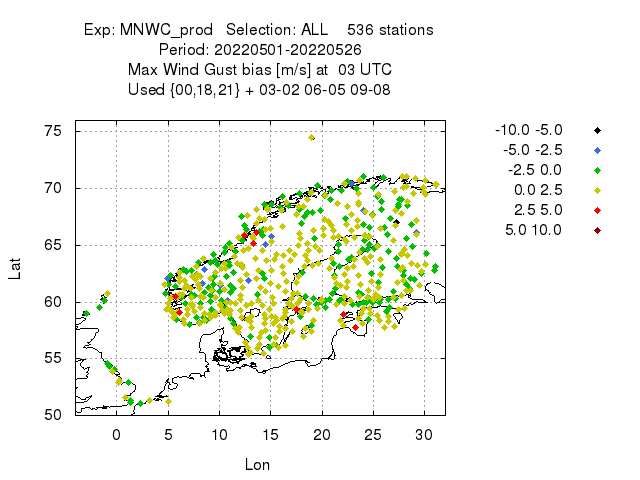 Exp: MNWC_prod   Selection: ALL    536 stations
Period: 20220501-20220526
Max Wind Gust bias [m/s] at  03 UTC
Used {00,18,21} + 03-02 06-05 09-08
-10.0 -5.0
-5.0 -2.5
-2.5 0.0
0.0 2.5
2.5 5.0
5.0 10.0
75
70
65
60
55
50
Lat
0 5 10 15 20 25 30
Lon